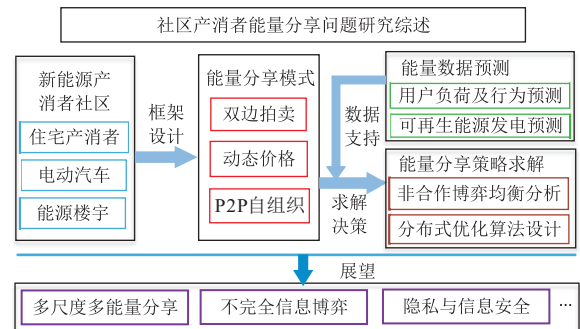 社区产消者能量分享问题研究综述
新能源产
消者社区
住宅产消者
电动汽车
能源楼宇
框架
设计
能量分享模式
双边拍卖
动态价格
P2P自组织
数据
支持
求解
决策
能量数据预测
用户负荷及行为预测
可再生能源发电预测
能量分享策略求解
非合作博弈均衡分析
分布式优化算法设计
展望
多尺度多能量分享
不完全信息博弈
隐私与信息安全
···